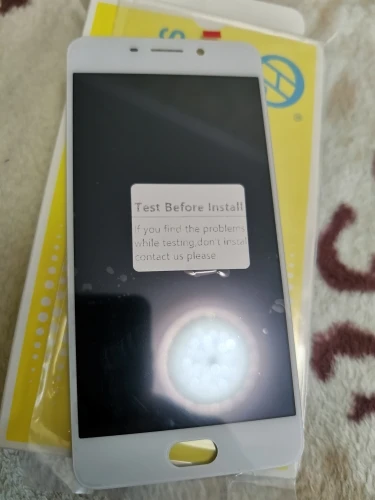 Test Before Install
If you find the problems
while testing,don't install
contact us please